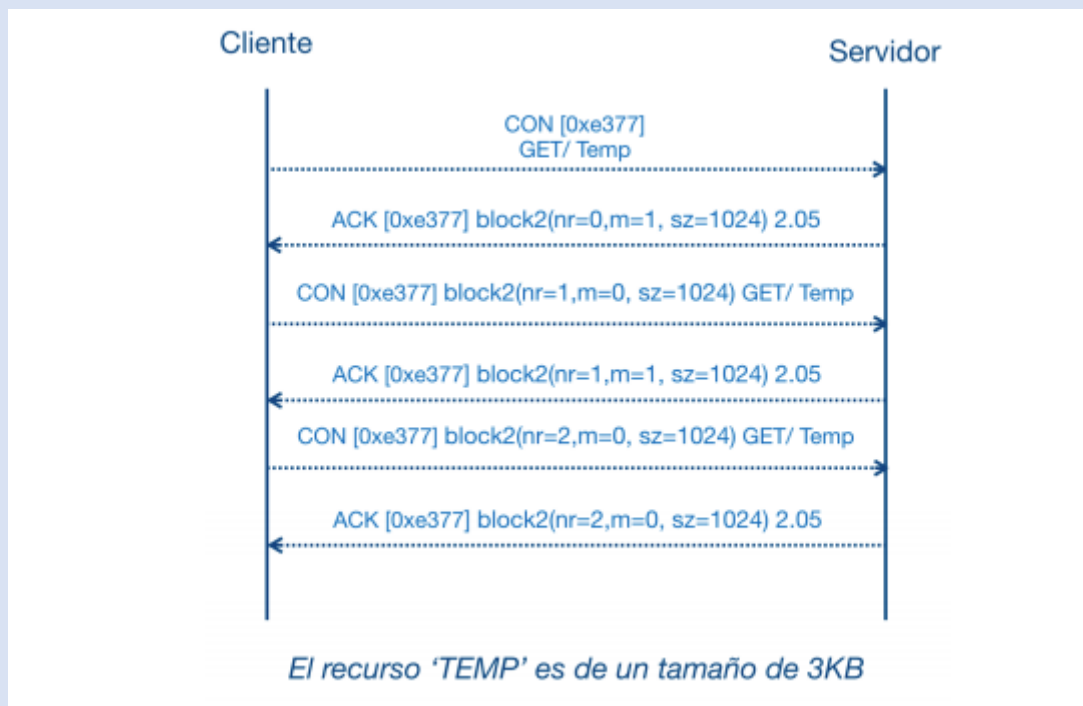 Cliente
Servidor
CON [0xe377]
GET/ Temp
ACK [0xe377] block2(nr=0,m=1, sz=1024) 2.05
CON [0xe377] block2(nr=1,m=0, sz=1024) GET/ Temp
ACK [0xe377] block2(nr=1,m=1, sz=1024) 2.05
CON [0xe377] block2(nr=2,m=0, sz=1024) GET/ Temp
ACK [0xe377] block2(nr=2,m=0, sz=1024) 2.05
El recurso ‘TEMP’ es de un tamaño de 3KB